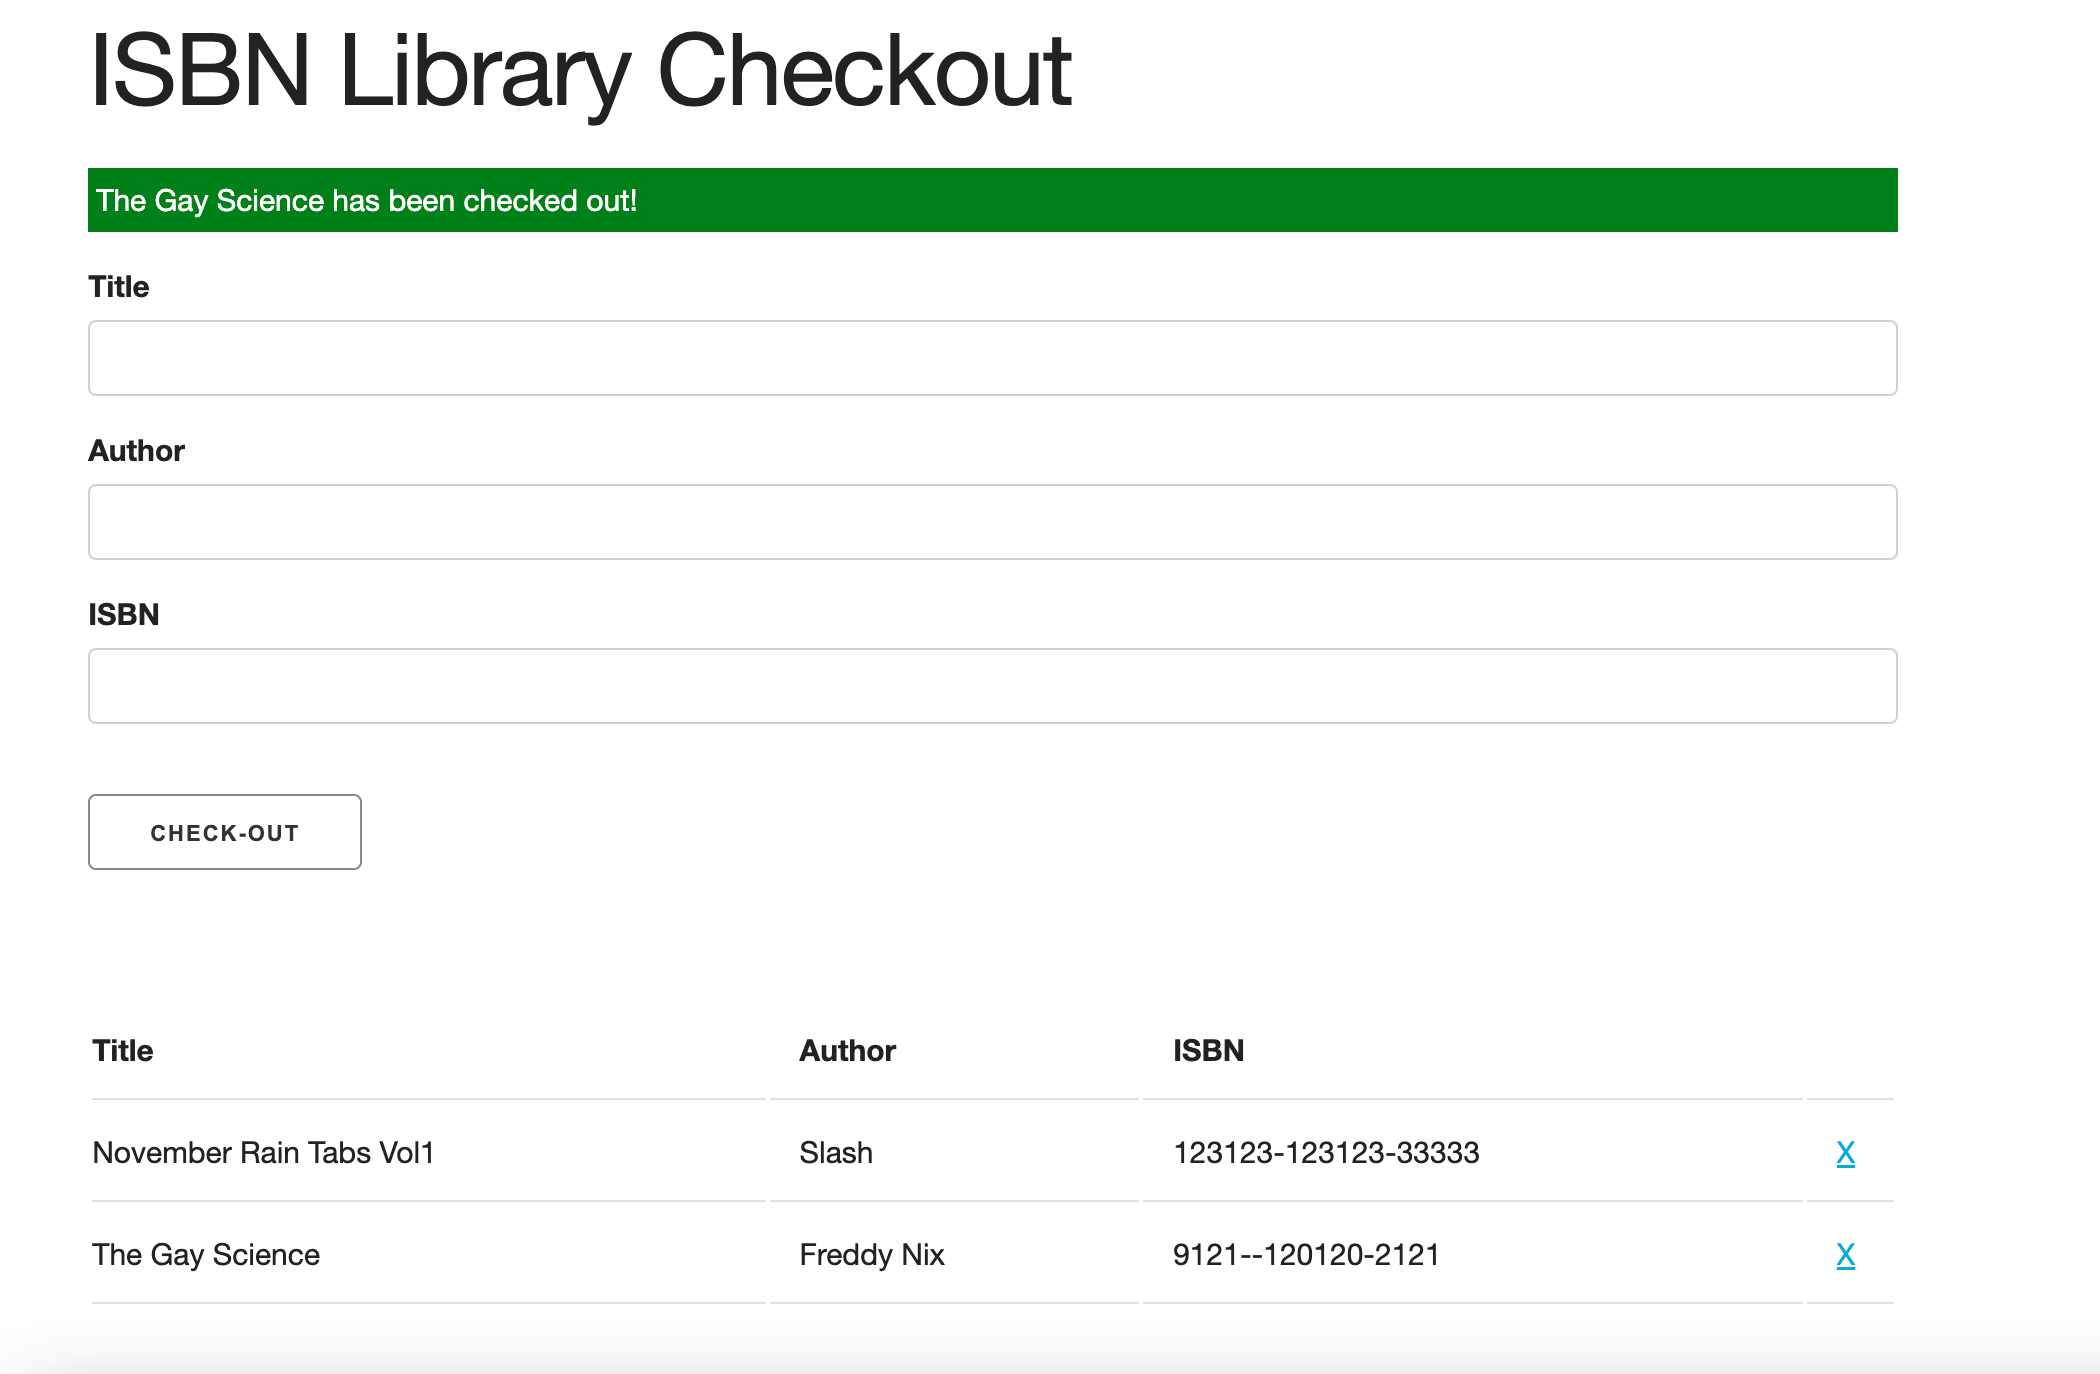 ISBN Library Checkout
The Gay Science has been checked out!
Title
Author
ISBN
CHECK-OUT
Title Author ISBN
November Rain Tabs Vol1 Slash 123123-123123-33333 X
The Gay Science Freddy Nix 9121--120120-2121 X